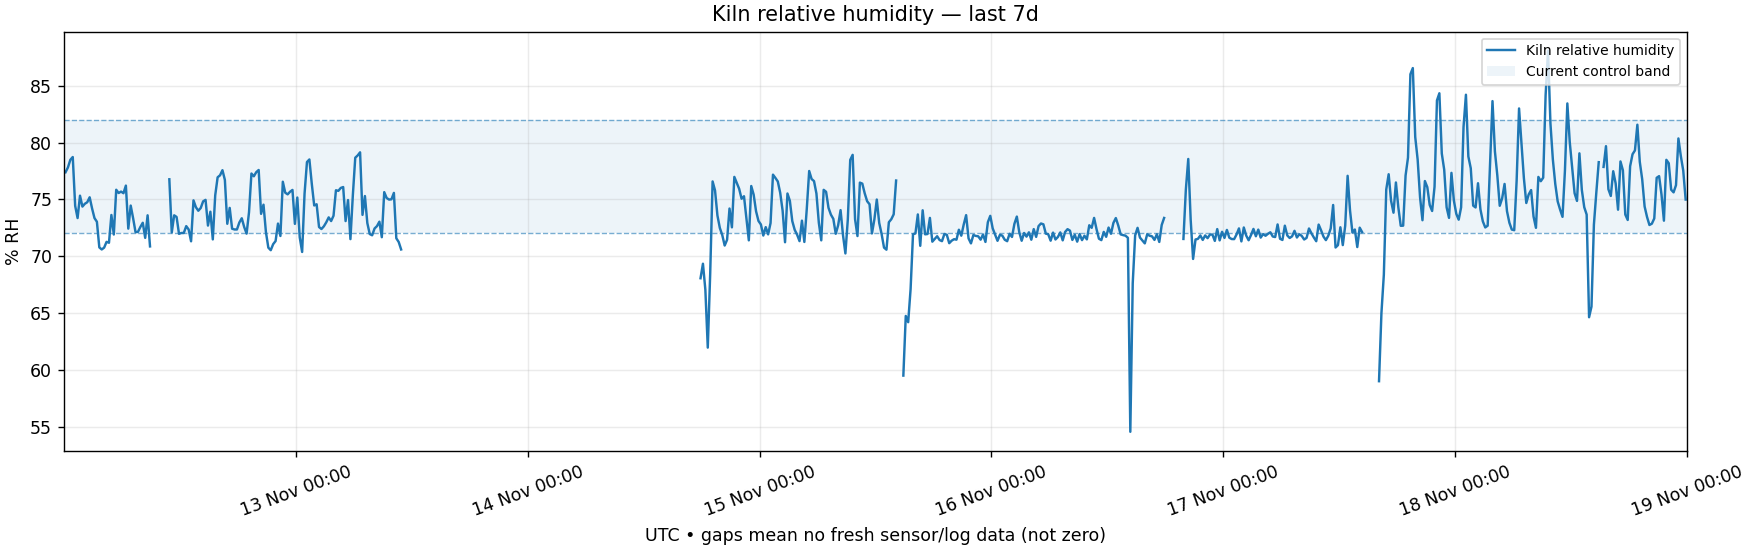 Kiln relative humidity — last 7d
Kiln relative humidity
Current control band
% RH
85
80
75
70
65
60
55
13 Nov 00:00
14 Nov 00:00
15 Nov 00:00
16 Nov 00:00
17 Nov 00:00
18 Nov 00:00
19 Nov 00:00
UTC • gaps mean no fresh sensor/log data (not zero)